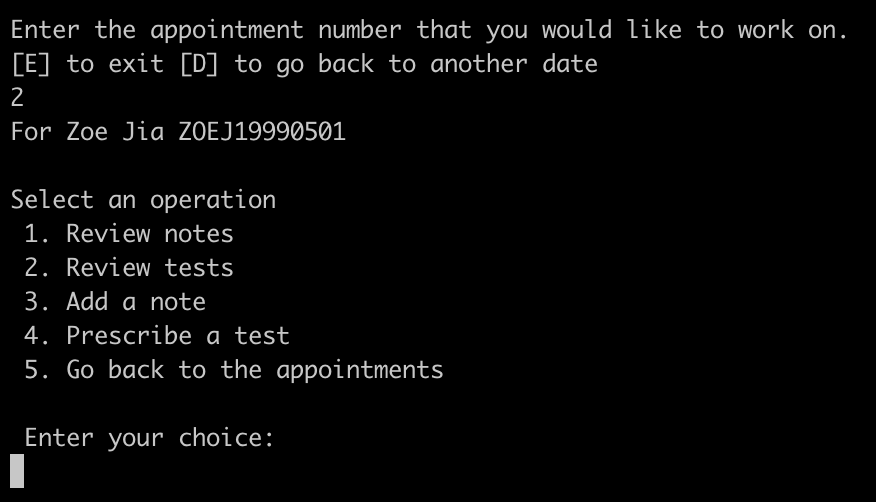 Enter the appointment number that you would like to work on.
[E] to exit [D] to go back to another date
2
For Zoe Jia ZOEJ19990501
Select an operation
1. Review notes
2. Review tests
3. Add a note
4. Prescribe a test
5. Go back to the appointments
Enter your choice: